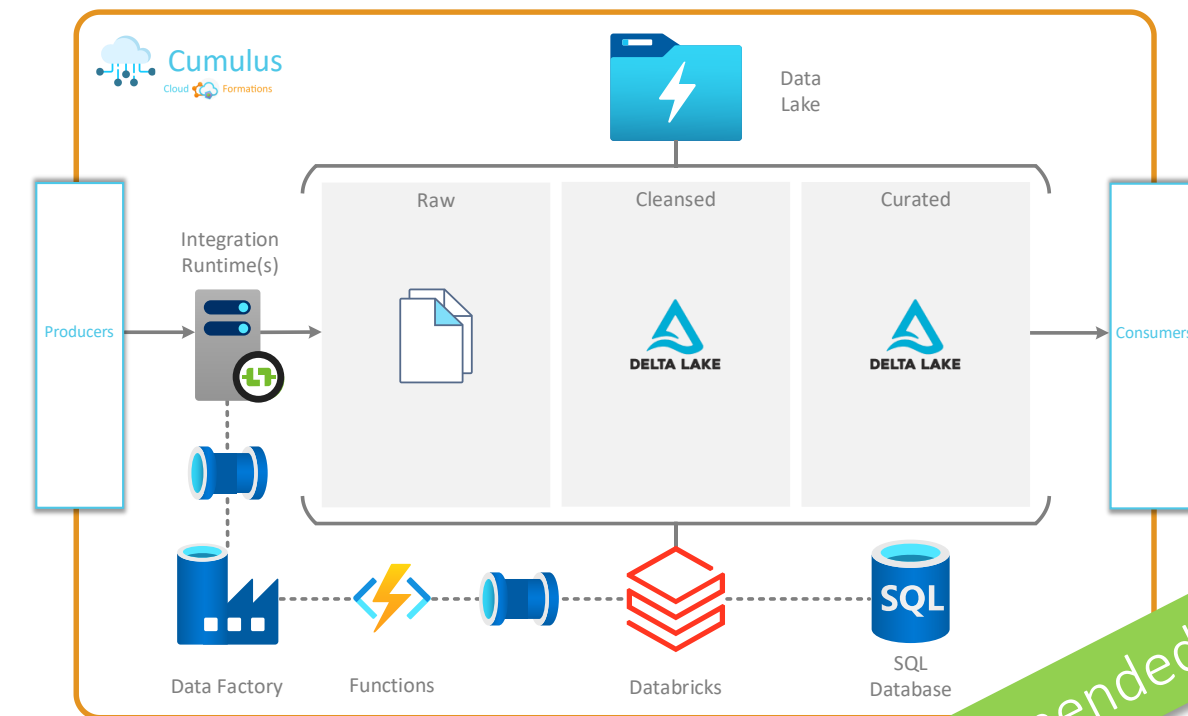 Cumulus
Cloud Formations
Data
Lake
Raw
Cleansed
Curated
Integration
Runtime(s)
Producers
Consumers
DELTA LAKE
DELTA LAKE
SQL
Data Factory
Functions
Databricks
SQL
Database